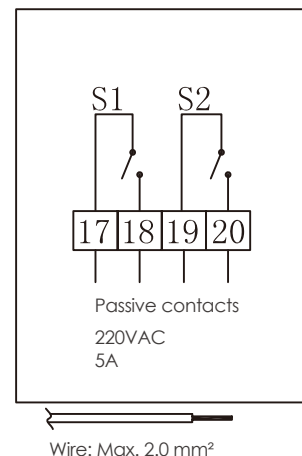 S1 S2
17 18 19 20
Passive contacts
220VAC
5A
Wire: Max. 2.0 mm²